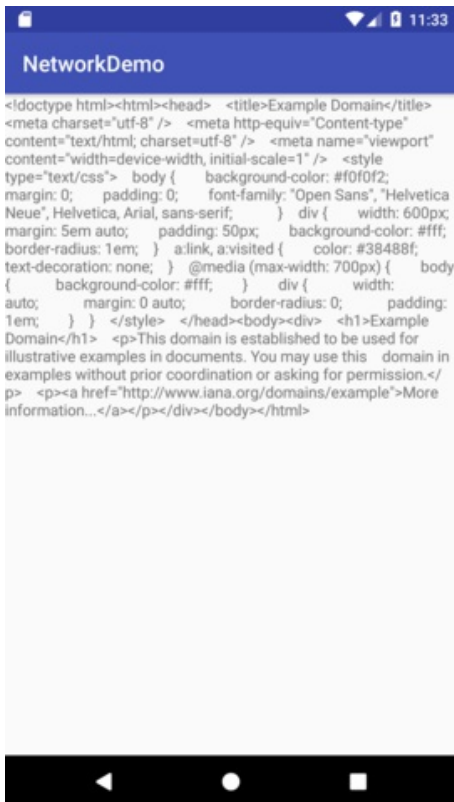 11:33
NetworkDemo
<!doctype html><html><head>    <title>Example Domain</title>
<meta charset="utf-8" />    <meta http-equiv="Content-type"
content="text/html; charset=utf-8" />    <meta name="viewport"
content="width=device-width, initial-scale=1" />    <style
type="text/css">    body {        background-color: #f0f0f2;
margin: 0;        padding: 0;        font-family: "Open Sans", "Helvetica
Neue", Helvetica, Arial, sans-serif;            }    div {        width: 600px;
margin: 5em auto;        padding: 50px;        background-color: #fff;
border-radius: 1em;    }    a:link, a:visited {        color: #38488f;
text-decoration: none;    }    @media (max-width: 700px) {        body
{            background-color: #fff;        }        div {            width:
auto;            margin: 0 auto;            border-radius: 0;            padding:
1em;        }    }    </style>    </head><body><div>    <h1>Example
Domain</h1>    <p>This domain is established to be used for
illustrative examples in documents. You may use this    domain in
examples without prior coordination or asking for permission.</
p>    <p><a href="http://www.iana.org/domains/example">More
information...</a></p></div></body></html>